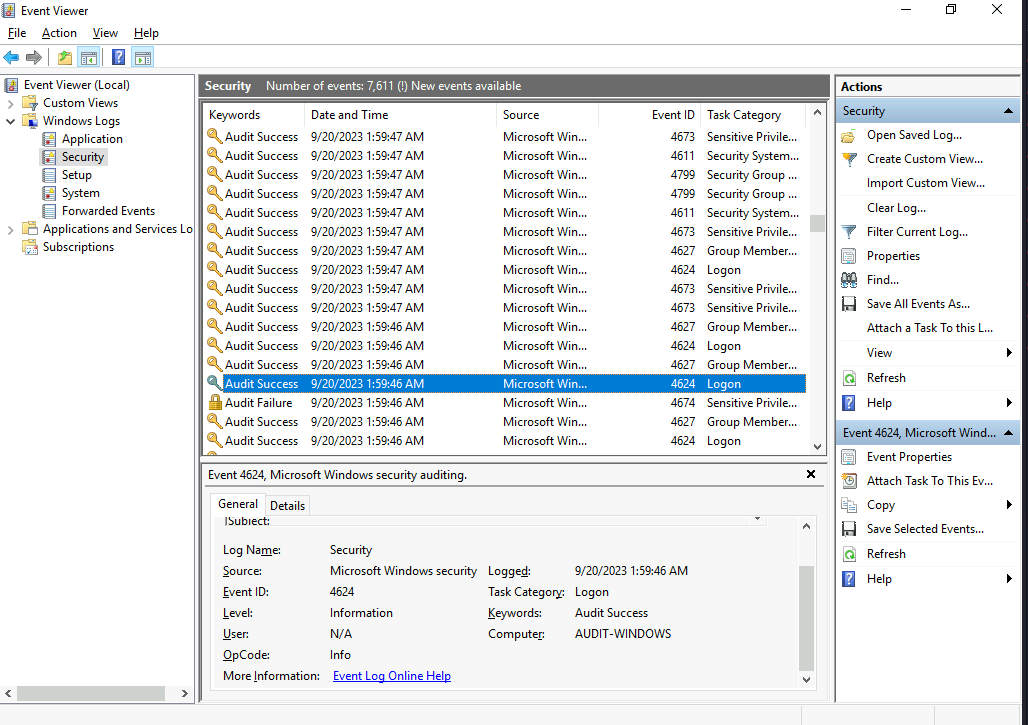 Event Viewer
File Action View Help
Event Viewer (Local)
Custom Views
Windows Logs
Application
Security
Setup
System
Forwarded Events
Applications and Services Lo
Subscriptions
Security Number of events: 7,611 (!) New events available
Keywords Date and Time Source Event ID Task Category
Audit Success 9/20/2023 1:59:47 AM Microsoft Win... 4673 Sensitive Privile...
Audit Success 9/20/2023 1:59:47 AM Microsoft Win... 4611 Security System...
Audit Success 9/20/2023 1:59:47 AM Microsoft Win... 4799 Security Group ...
Audit Success 9/20/2023 1:59:47 AM Microsoft Win... 4799 Security Group ...
Audit Success 9/20/2023 1:59:47 AM Microsoft Win... 4611 Security System...
Audit Success 9/20/2023 1:59:47 AM Microsoft Win... 4673 Sensitive Privile...
Audit Success 9/20/2023 1:59:47 AM Microsoft Win... 4627 Group Member...
Audit Success 9/20/2023 1:59:47 AM Microsoft Win... 4624 Logon
Audit Success 9/20/2023 1:59:47 AM Microsoft Win... 4673 Sensitive Privile...
Audit Success 9/20/2023 1:59:47 AM Microsoft Win... 4673 Sensitive Privile...
Audit Success 9/20/2023 1:59:46 AM Microsoft Win... 4627 Group Member...
Audit Success 9/20/2023 1:59:46 AM Microsoft Win... 4624 Logon
Audit Success 9/20/2023 1:59:46 AM Microsoft Win... 4627 Group Member...
Audit Success 9/20/2023 1:59:46 AM Microsoft Win... 4624 Logon
Audit Failure 9/20/2023 1:59:46 AM Microsoft Win... 4674 Sensitive Privile...
Audit Success 9/20/2023 1:59:46 AM Microsoft Win... 4627 Group Member...
Audit Success 9/20/2023 1:59:46 AM Microsoft Win... 4624 Logon
Event 4624, Microsoft Windows security auditing.
General Details
Subject:
Log Name: Security
Source: Microsoft Windows security Logged: 9/20/2023 1:59:46 AM
Event ID: 4624 Task Category: Logon
Level: Information Keywords: Audit Success
User: N/A Computer: AUDIT-WINDOWS
OpCode: Info
More Information: Event Log Online Help
Actions
Security
Open Saved Log...
Create Custom View...
Import Custom View...
Clear Log...
Filter Current Log...
Properties
Find...
Save All Events As...
Attach a Task To this L...
View
Refresh
Help
Event 4624, Microsoft Wind...
Event Properties
Attach Task To This Ev...
Copy
Save Selected Events...
Refresh
Help